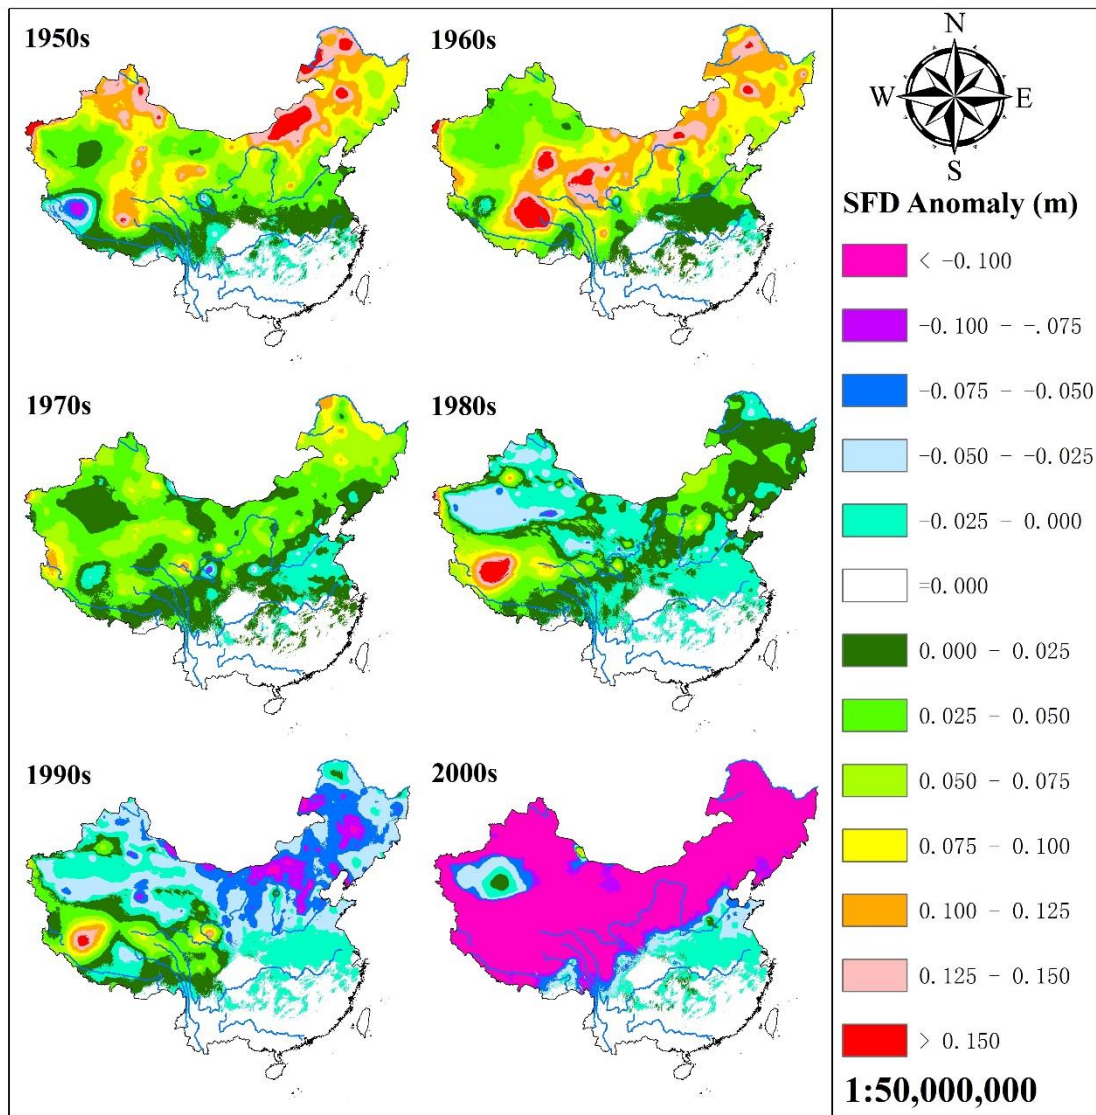 1950s
1960s
1970s
1980s
1990s
2000s
N
W E
S
SFD Anomaly (m)
< -0.100
-0.100 - -.075
-0.075 - -0.050
-0.050 - -0.025
-0.025 - 0.000
=0.000
0.000 - 0.025
0.025 - 0.050
0.050 - 0.075
0.075 - 0.100
0.100 - 0.125
0.125 - 0.150
> 0.150
1:50,000,000